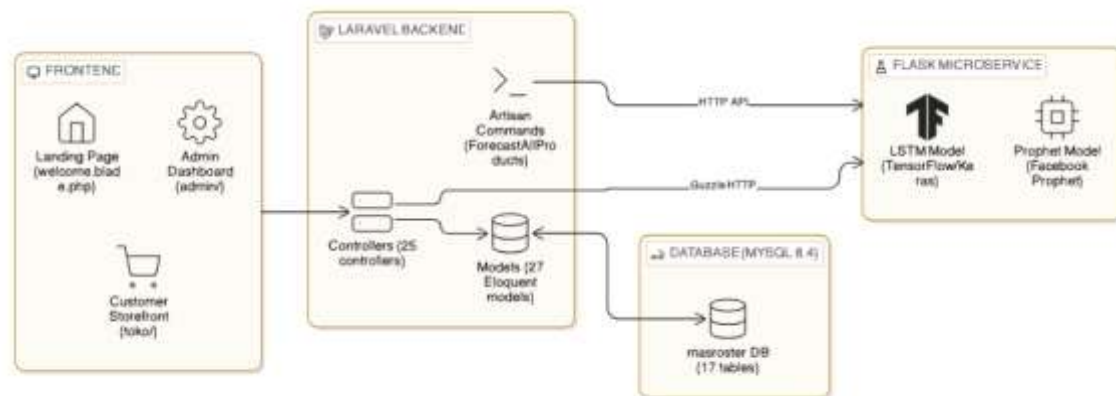 FRONTEND
Landing Page
(welcome.blad
e.php)
Admin
Dashboard
(admin/)
Customer
Storefront
(toko/)
LARAVEL BACKEND
Artisan
Commands
(ForecastAllPro
ducts)
Controllers (25
controllers)
Models (27
Eloquent
models)
HTTP API
Guzzle HTTP
FLASK MICROSERVICE
LSTM Model
(TensorFlow/Ke
ras)
Prophet Model
(Facebook
Prophet)
DATABASE (MYSQL 8.4)
masroster DB
(17 tables)